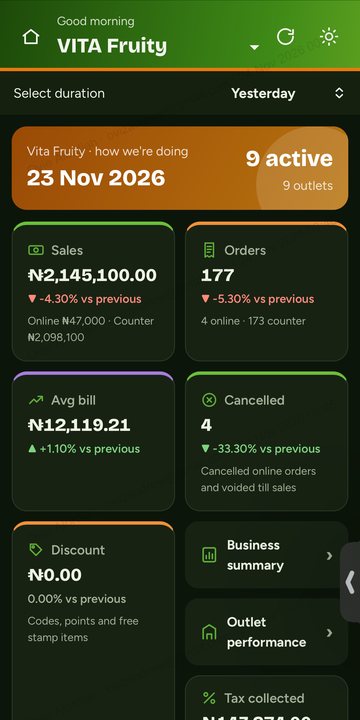 Good morning
VITA Fruity
Select duration
Yesterday
Vita Fruity · how we're doing
23 Nov 2026
9 active
9 outlets
Sales
₦2,145,100.00
▼ -4.30% vs previous
Online ₦47,000 · Counter
₦2,098,100
Orders
177
▼ -5.30% vs previous
4 online · 173 counter
Avg bill
₦12,119.21
▲ +1.10% vs previous
Cancelled
4
▼ -33.30% vs previous
Cancelled online orders
and voided till sales
Discount
₦0.00
0.00% vs previous
Codes, points and free
stamp items
Business
summary
Outlet
performance
Tax collected